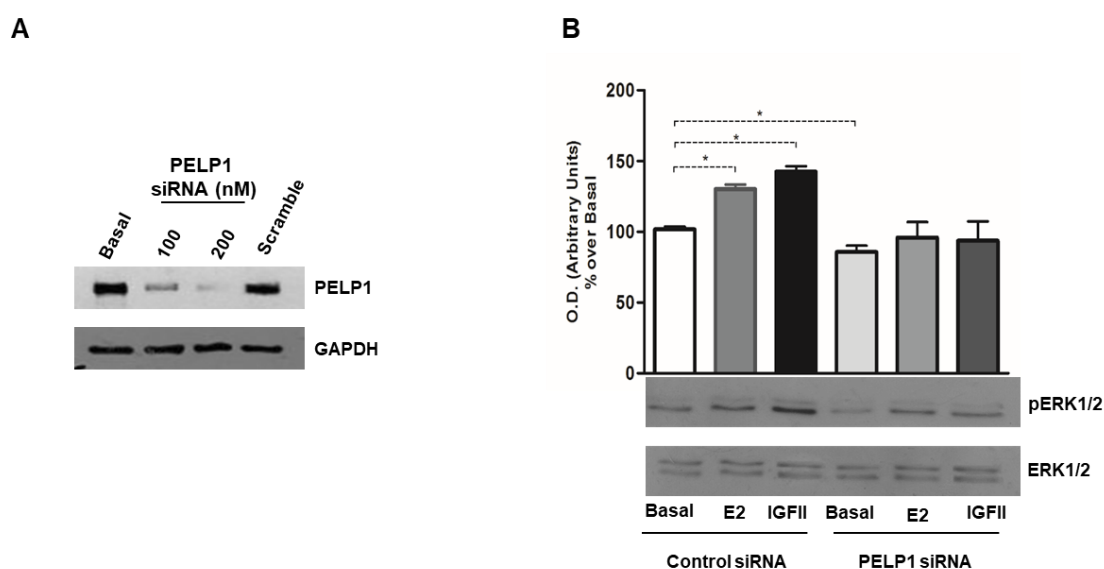 A
PELP1
siRNA (nM)
Basal
100
200
Scramble
PELP1
GAPDH
B
O.D. (Arbitrary Units)
% over Basal
200
150
100
50
0
*
*
*
pERK1/2
ERK1/2
Basal E2 IGFII Basal E2 IGFII
Control siRNA PELP1 siRNA